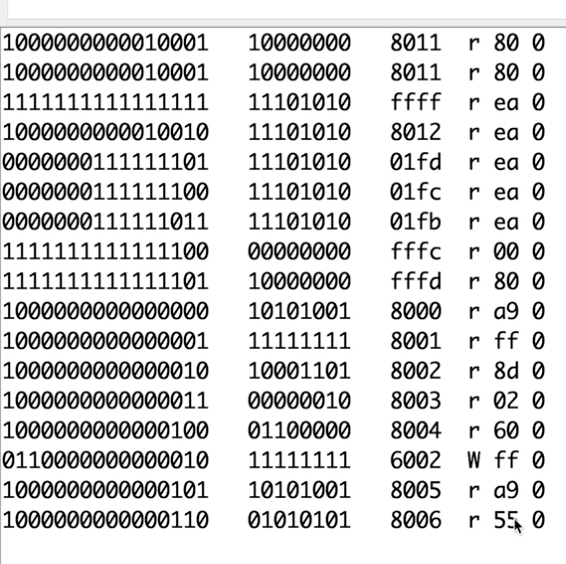 1000000000010001 10000000 8011 r 80 0
1000000000010001 10000000 8011 r 80 0
1111111111111111 11101010 ffff r ea 0
1000000000010010 11101010 8012 r ea 0
0000000111111101 11101010 01fd r ea 0
0000000111111100 11101010 01fc r ea 0
0000000111111011 11101010 01fb r ea 0
1111111111111100 00000000 fffc r 00 0
1111111111111101 10000000 fffd r 80 0
1000000000000000 10101001 8000 r a9 0
1000000000000001 11111111 8001 r ff 0
1000000000000010 10001101 8002 r 8d 0
1000000000000011 00000010 8003 r 02 0
1000000000000100 01100000 8004 r 60 0
0110000000000010 11111111 6002 W ff 0
1000000000000101 10101001 8005 r a9 0
1000000000000110 01010101 8006 r 55 0